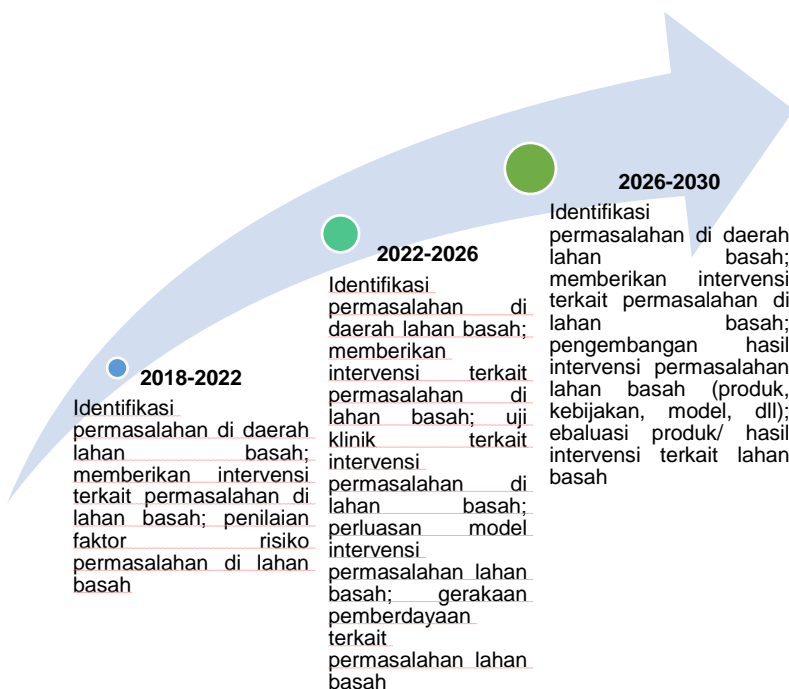 2018-2022
Identifikasi
permasalahan di daerah
lahan basah;
memberikan intervensi
terkait permasalahan di
lahan basah; penilaian
faktor risiko
permasalahan di lahan
basah
2022-2026
Identifikasi
permasalahan di
daerah lahan basah;
memberikan
intervensi terkait
permasalahan di
lahan basah; uji
klinik terkait
intervensi
permasalahan di
lahan basah;
perluasan model
intervensi
permasalahan lahan
basah; gerakaan
pemberdayaan
terkait
permasalahan lahan
basah
2026-2030
Identifikasi
permasalahan di daerah
lahan basah;
memberikan intervensi
terkait permasalahan di
lahan basah;
pengembangan hasil
intervensi permasalahan
lahan basah (produk,
kebijakan, model, dll);
ebaluasi produk/ hasil
intervensi terkait lahan
basah